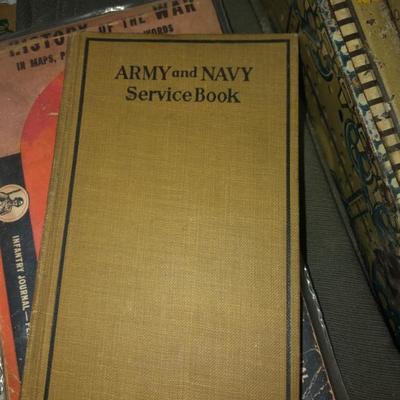 HISTORY OF THE WAR
IN MAPS,
WORDS
ARMY and NAVY
Service Book
INFANTRY JOURNAL